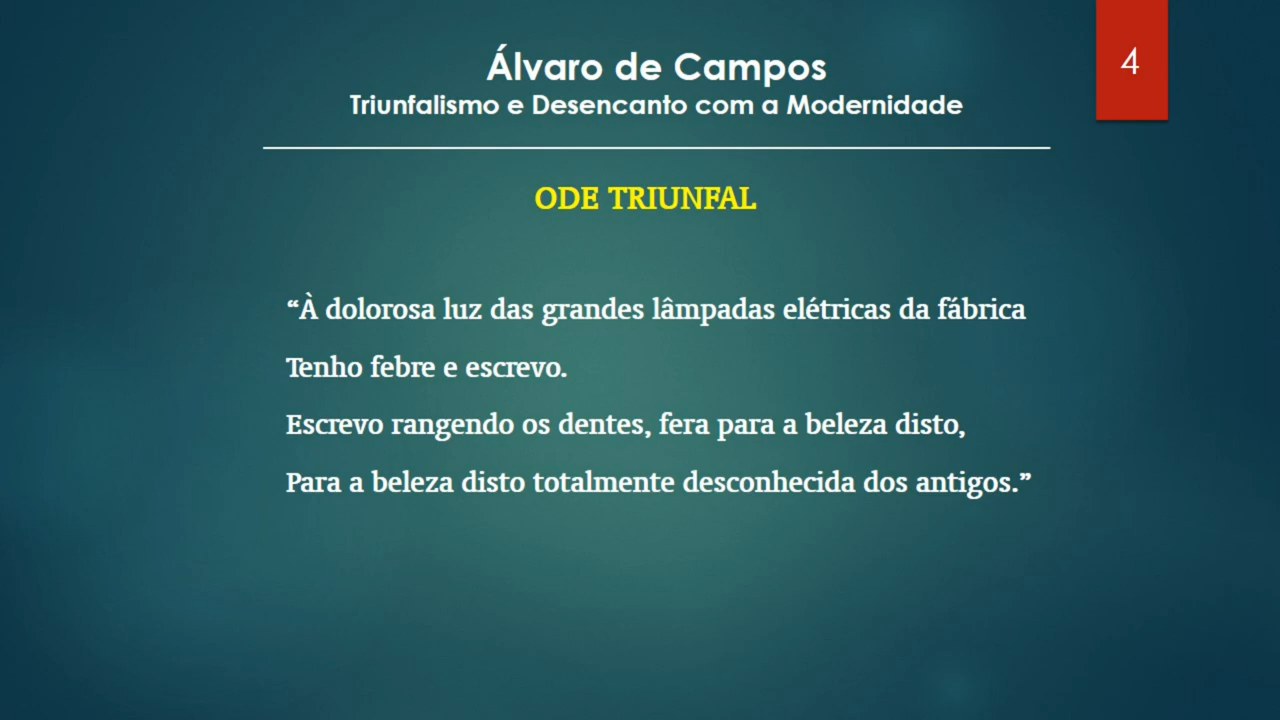 Álvaro de Campos
Triunfalismo e Desencanto com a Modernidade
4
ODE TRIUNFAL
“À dolorosa luz das grandes lâmpadas elétricas da fábrica
Tenho febre e escrevo.
Escrevo rangendo os dentes, fera para a beleza disto,
Para a beleza disto totalmente desconhecida dos antigos.”